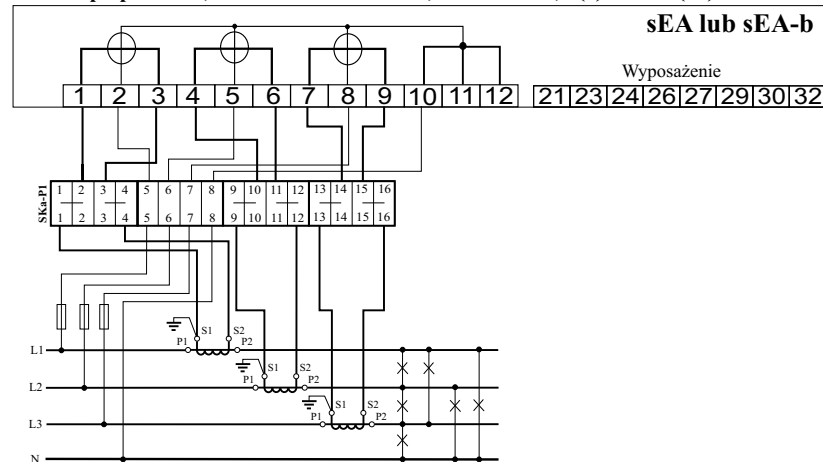 sEA lub sEA-b
Wyposażenie
1 2 3 4 5 6 7 8 9 10 11 12 21 23 24 26 27 29 30 32
SKa-P1
1 2 3 4 5 6 7 8 9 10 11 12 13 14 15 16
1 2 3 4 5 6 7 8 9 10 11 12 13 14 15 16
S1 S2
L1 P1 P2
S1 S2
L2 P1 P2
S1 S2
L3 P1 P2
N